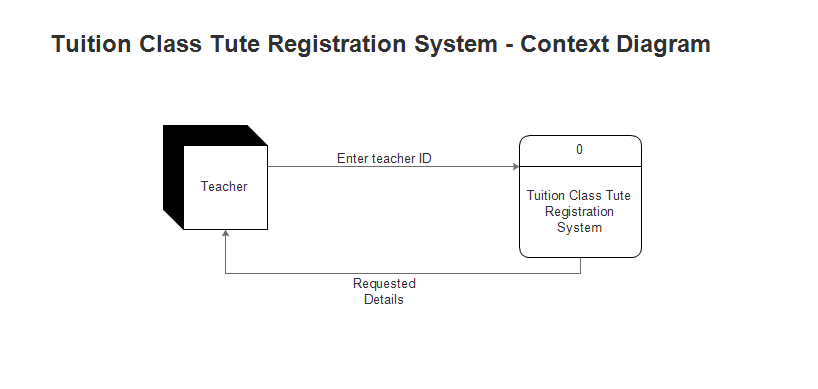 Tuition Class Tute Registration System - Context Diagram
0
Enter teacher ID
Teacher
Tuition Class Tute
Registration
System
Requested
Details